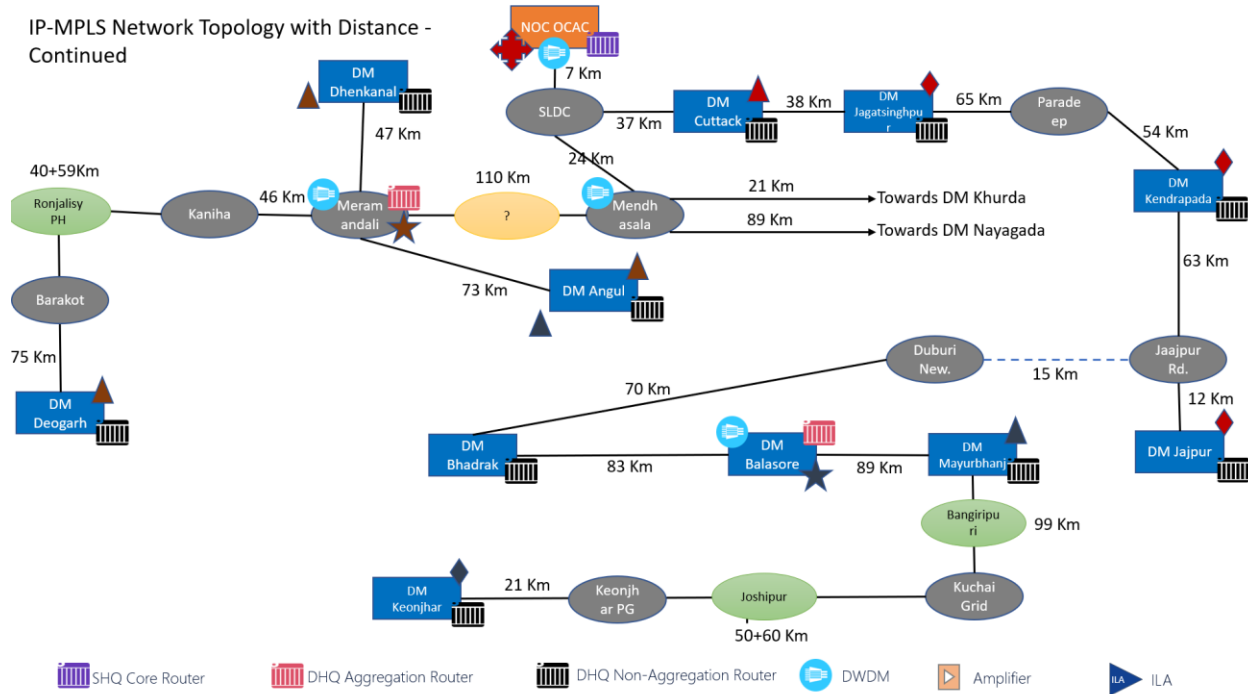 IP-MPLS Network Topology with Distance -
Continued
NOC OCAC
7 Km
DM
Dhenkanal
47 Km
SLDC
37 Km
DM
Cuttack
38 Km
DM
Jagatsinghpu
r
65 Km
Parade
ep
54 Km
24 Km
40+59Km
Ronjalisy
PH
Kaniha
46 Km
Meram
andali
110 Km
?
Mendh
asala
21 Km
Towards DM Khurda
89 Km
Towards DM Nayagada
DM
Kendrapada
63 Km
73 Km
DM Angul
Barakot
75 Km
DM
Deogarh
Duburi
New.
15 Km
Jaajpur
Rd.
12 Km
DM Jajpur
70 Km
DM
Bhadrak
83 Km
DM
Balasore
89 Km
DM
Mayurbhanj
Bangiripu
ri
99 Km
DM
Keonjhar
21 Km
Keonjh
ar PG
Joshipur
50+60 Km
Kuchai
Grid
SHQ Core Router
DHQ Aggregation Router
DHQ Non-Aggregation Router
DWDM
Amplifier
ILA
ILA